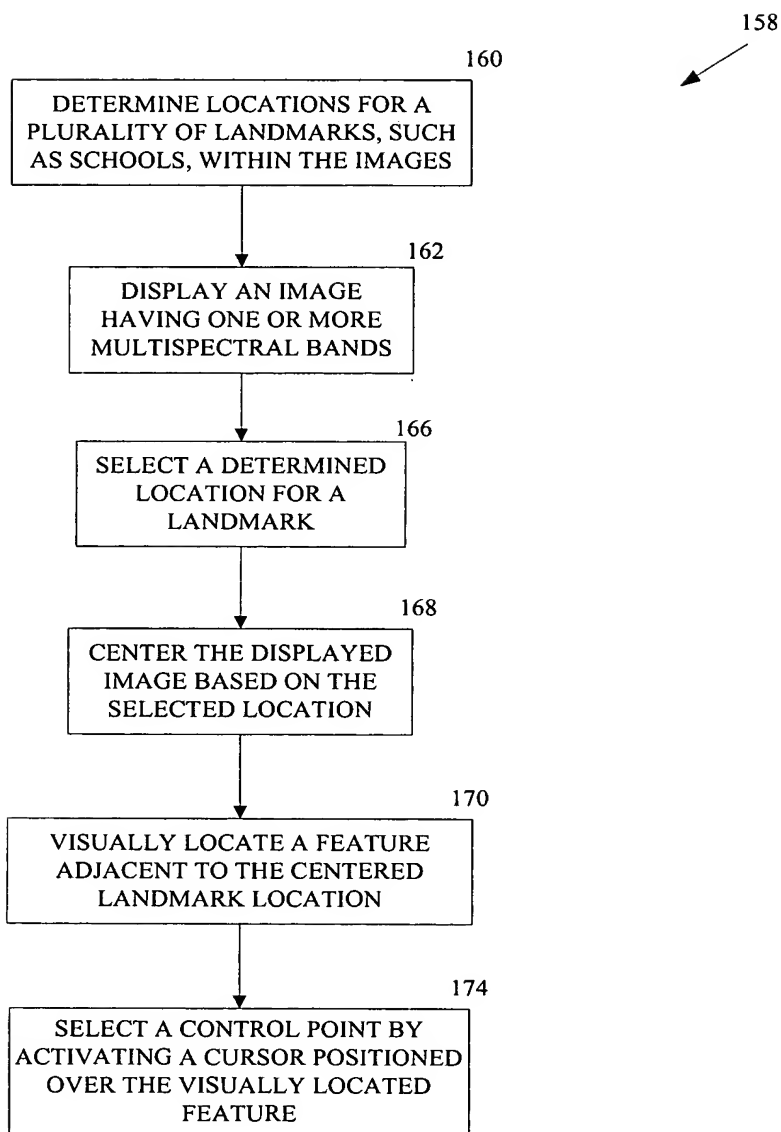 158
160
DETERMINE LOCATIONS FOR A
PLURALITY OF LANDMARKS, SUCH
AS SCHOOLS, WITHIN THE IMAGES
162
DISPLAY AN IMAGE
HAVING ONE OR MORE
MULTISPECTRAL BANDS
166
SELECT A DETERMINED
LOCATION FOR A
LANDMARK
168
CENTER THE DISPLAYED
IMAGE BASED ON THE
SELECTED LOCATION
170
VISUALLY LOCATE A FEATURE
ADJACENT TO THE CENTERED
LANDMARK LOCATION
174
SELECT A CONTROL POINT BY
ACTIVATING A CURSOR POSITIONED
OVER THE VISUALLY LOCATED
FEATURE